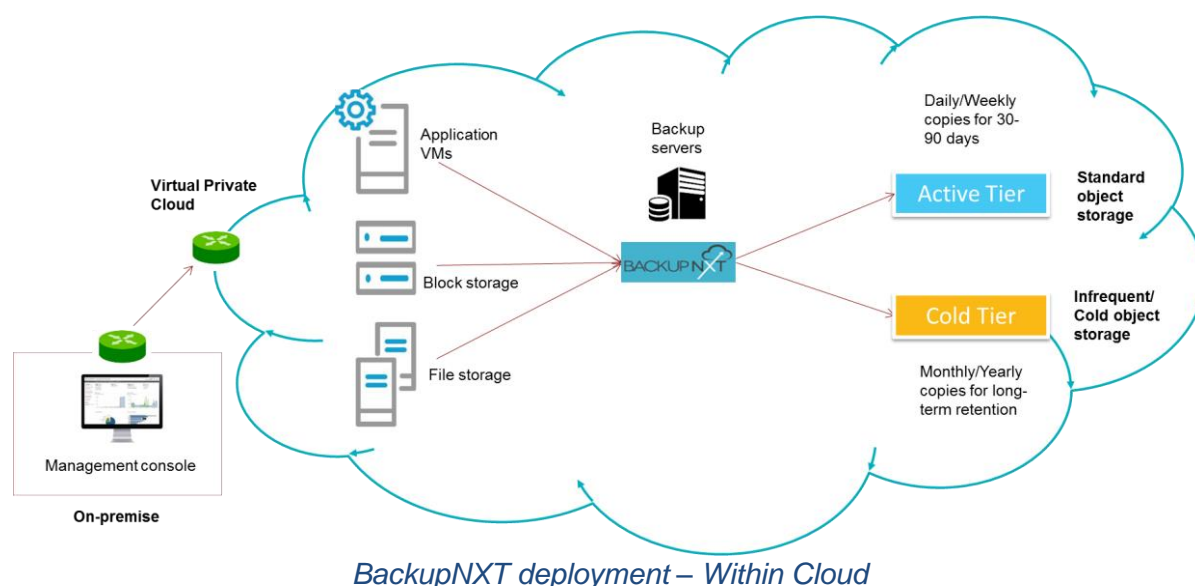 Application
VMs
Backup
servers
Daily/Weekly
copies for 30-
90 days
Virtual Private
Cloud
Active Tier
Standard
object
storage
Block storage
BACKUPNXT
Cold Tier
Infrequent/
Cold object
storage
File storage
Monthly/Yearly
copies for long-
term retention
Management console
On-premise
BackupNXT deployment – Within Cloud